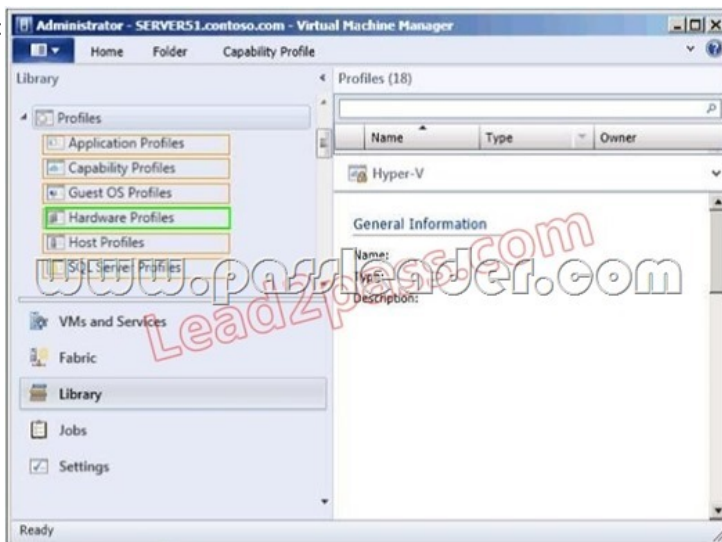 Administrator - SERVER51.contoso.com - Virtual Machine Manager
Home Folder Capability Profile
Library
Profiles (18)
Profiles
Application Profiles
Capability Profiles
Guest OS Profiles
Hardware Profiles
Host Profiles
SQL Server Profiles
Name Type Owner
Hyper-V
General Information
Name:
Type:
Description:
www.passleader.com
Lead2pass.com
VMs and Services
Fabric
Library
Jobs
Settings
Ready